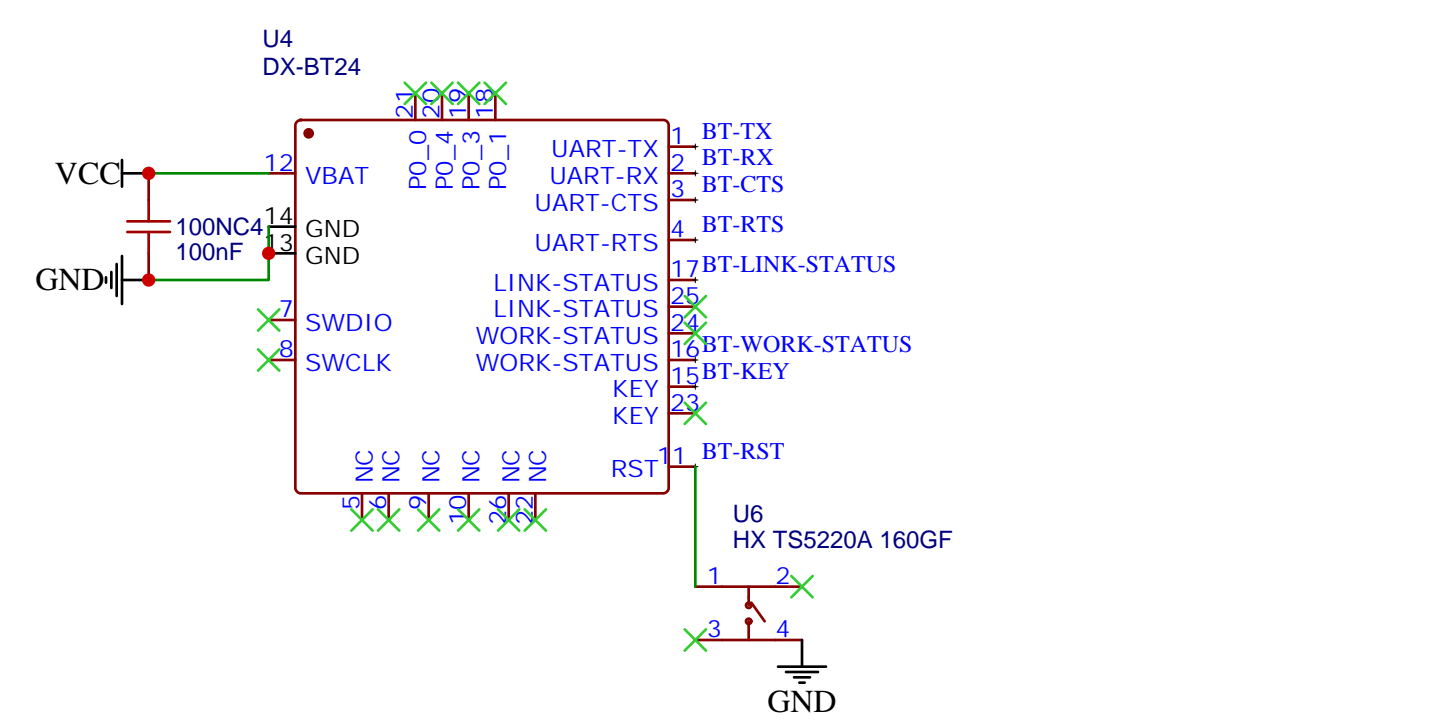 U4
DX-BT24
21 20 19 18
P0_0 P0_4 P0_3 P0_1
VCC
12 VBAT
14 GND
100NC4
100nF
13 GND
GND
7 SWDIO
8 SWCLK
UART-TX 1 BT-TX
UART-RX 2 BT-RX
UART-CTS 3 BT-CTS
UART-RTS 4 BT-RTS
LINK-STATUS 17 BT-LINK-STATUS
LINK-STATUS 25
WORK-STATUS 24
WORK-STATUS 16 BT-WORK-STATUS
KEY 15 BT-KEY
KEY 23
RST 11 BT-RST
NC NC NC NC NC NC
5 6 9 10 26 22
U6
HX TS5220A 160GF
1 2
3 4
GND